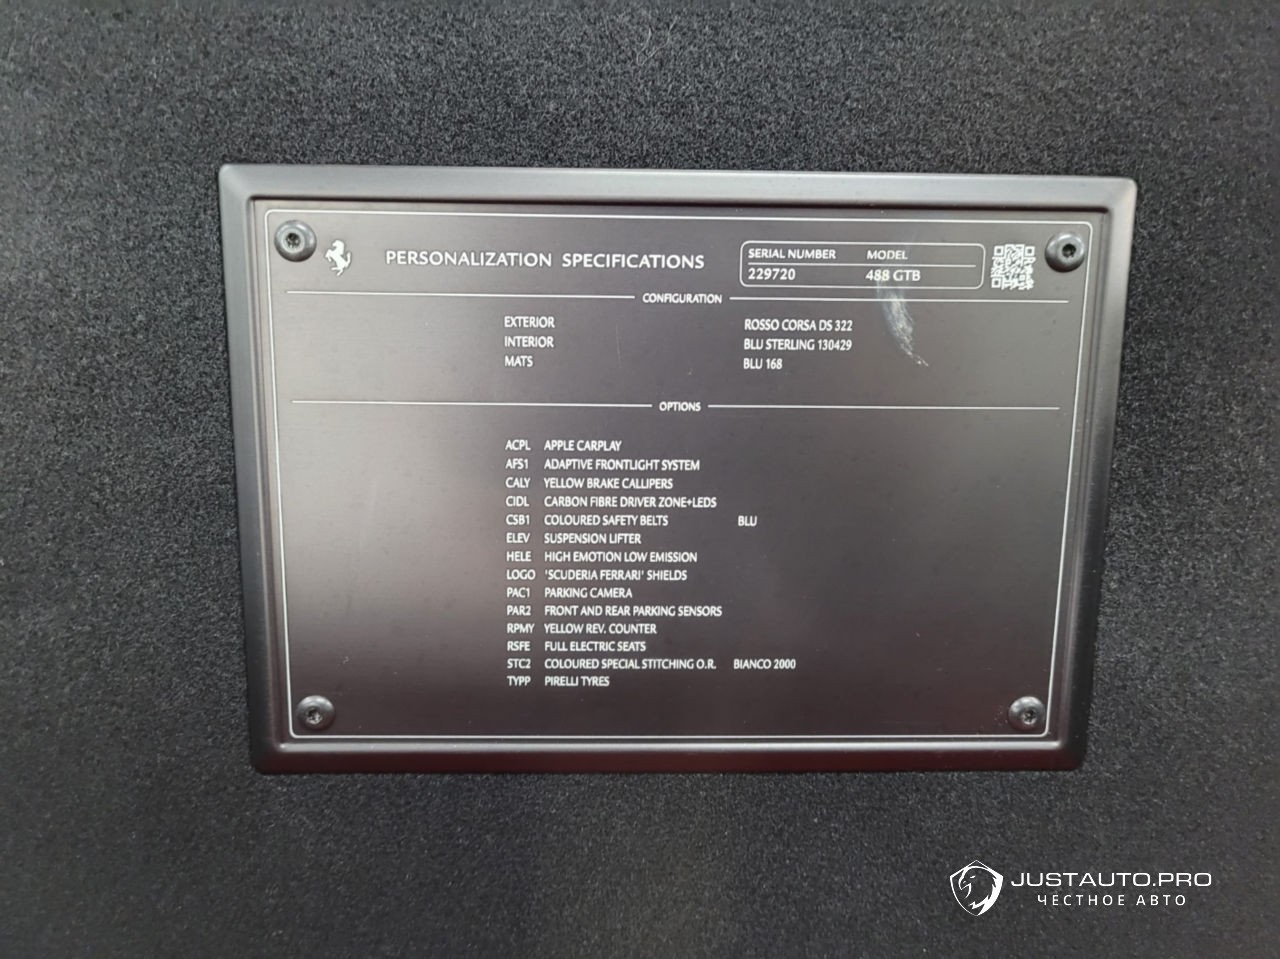 PERSONALIZATION SPECIFICATIONS
SERIAL NUMBER MODEL
229720 488 GTB
CONFIGURATION
EXTERIOR ROSSO CORSA DS 322
INTERIOR BLU STERLING 130429
MATS BLU 168
OPTIONS
ACPL APPLE CARPLAY
AFS1 ADAPTIVE FRONTLIGHT SYSTEM
CALY YELLOW BRAKE CALLIPERS
CIDL CARBON FIBRE DRIVER ZONE+LEDS
CSB1 COLOURED SAFETY BELTS BLU
ELEV SUSPENSION LIFTER
HELE HIGH EMOTION LOW EMISSION
LOGO 'SCUDERIA FERRARI' SHIELDS
PAC1 PARKING CAMERA
PAR2 FRONT AND REAR PARKING SENSORS
RPMY YELLOW REV. COUNTER
RSFE FULL ELECTRIC SEATS
STC2 COLOURED SPECIAL STITCHING O.R. BIANCO 2000
TYPP PIRELLI TYRES
JUSTAUTO.PRO
ЧЕСТНОЕ АВТО